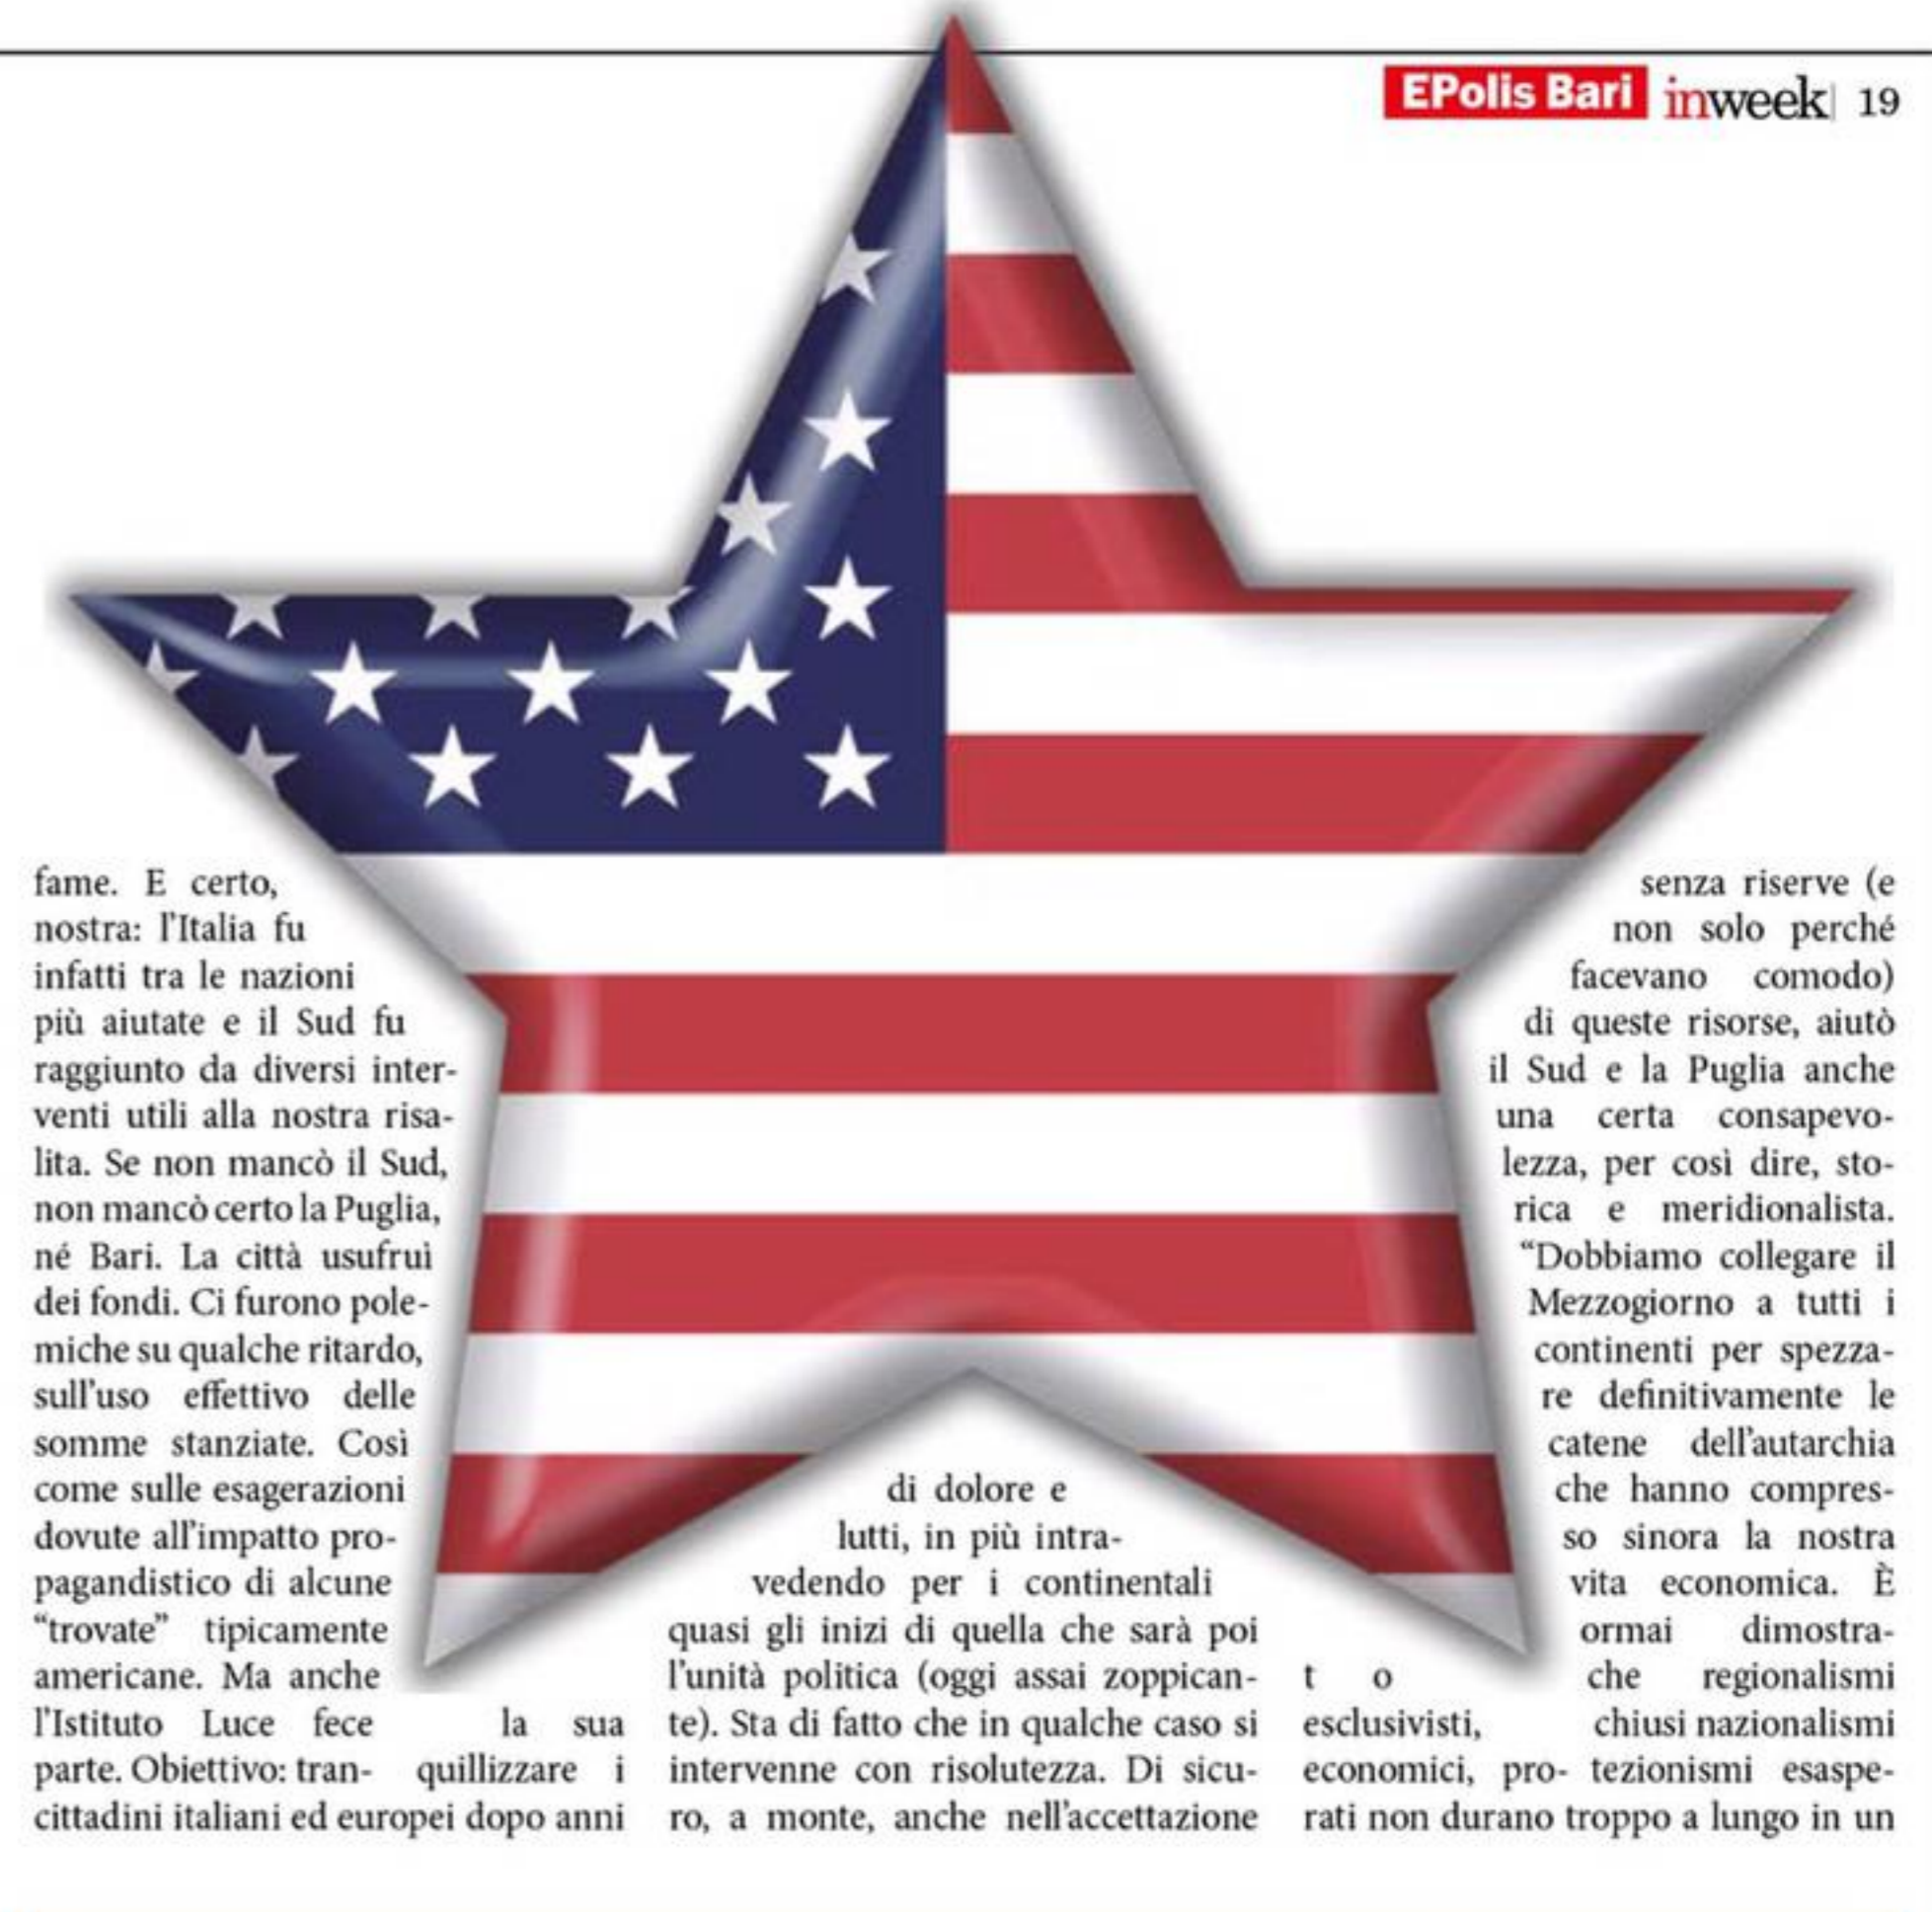 EPolis Bari inweek| 19
fame. E certo,
nostra: l'Italia fu
infatti tra le nazioni
più aiutate e il Sud fu
raggiunto da diversi inter-
venti utili alla nostra risa-
lita. Se non mancò il Sud,
non mancò certo la Puglia,
né Bari. La città usufruì
dei fondi. Ci furono pole-
miche su qualche ritardo,
sull'uso effettivo delle
somme stanziate. Così
come sulle esagerazioni
dovute all'impatto pro-
pagandistico di alcune
“trovate” tipicamente
americane. Ma anche
l'Istituto Luce fece la sua
parte. Obiettivo: tran- quillizzare i
cittadini italiani ed europei dopo anni
di dolore e
lutti, in più intra-
vedendo per i continentali
quasi gli inizi di quella che sarà poi
l'unità politica (oggi assai zoppican-
te). Sta di fatto che in qualche caso si
intervenne con risolutezza. Di sicu-
ro, a monte, anche nell'accettazione
senza riserve (e
non solo perché
facevano comodo)
di queste risorse, aiutò
il Sud e la Puglia anche
una certa consapevo-
lezza, per così dire, sto-
rica e meridionalista.
“Dobbiamo collegare il
Mezzogiorno a tutti i
continenti per spezza-
re definitivamente le
catene dell'autarchia
che hanno compres-
so sinora la nostra
vita economica. È
ormai dimostra-
t o che regionalismi
esclusivisti, chiusi nazionalismi
economici, pro- tezionismi esaspe-
rati non durano troppo a lungo in un